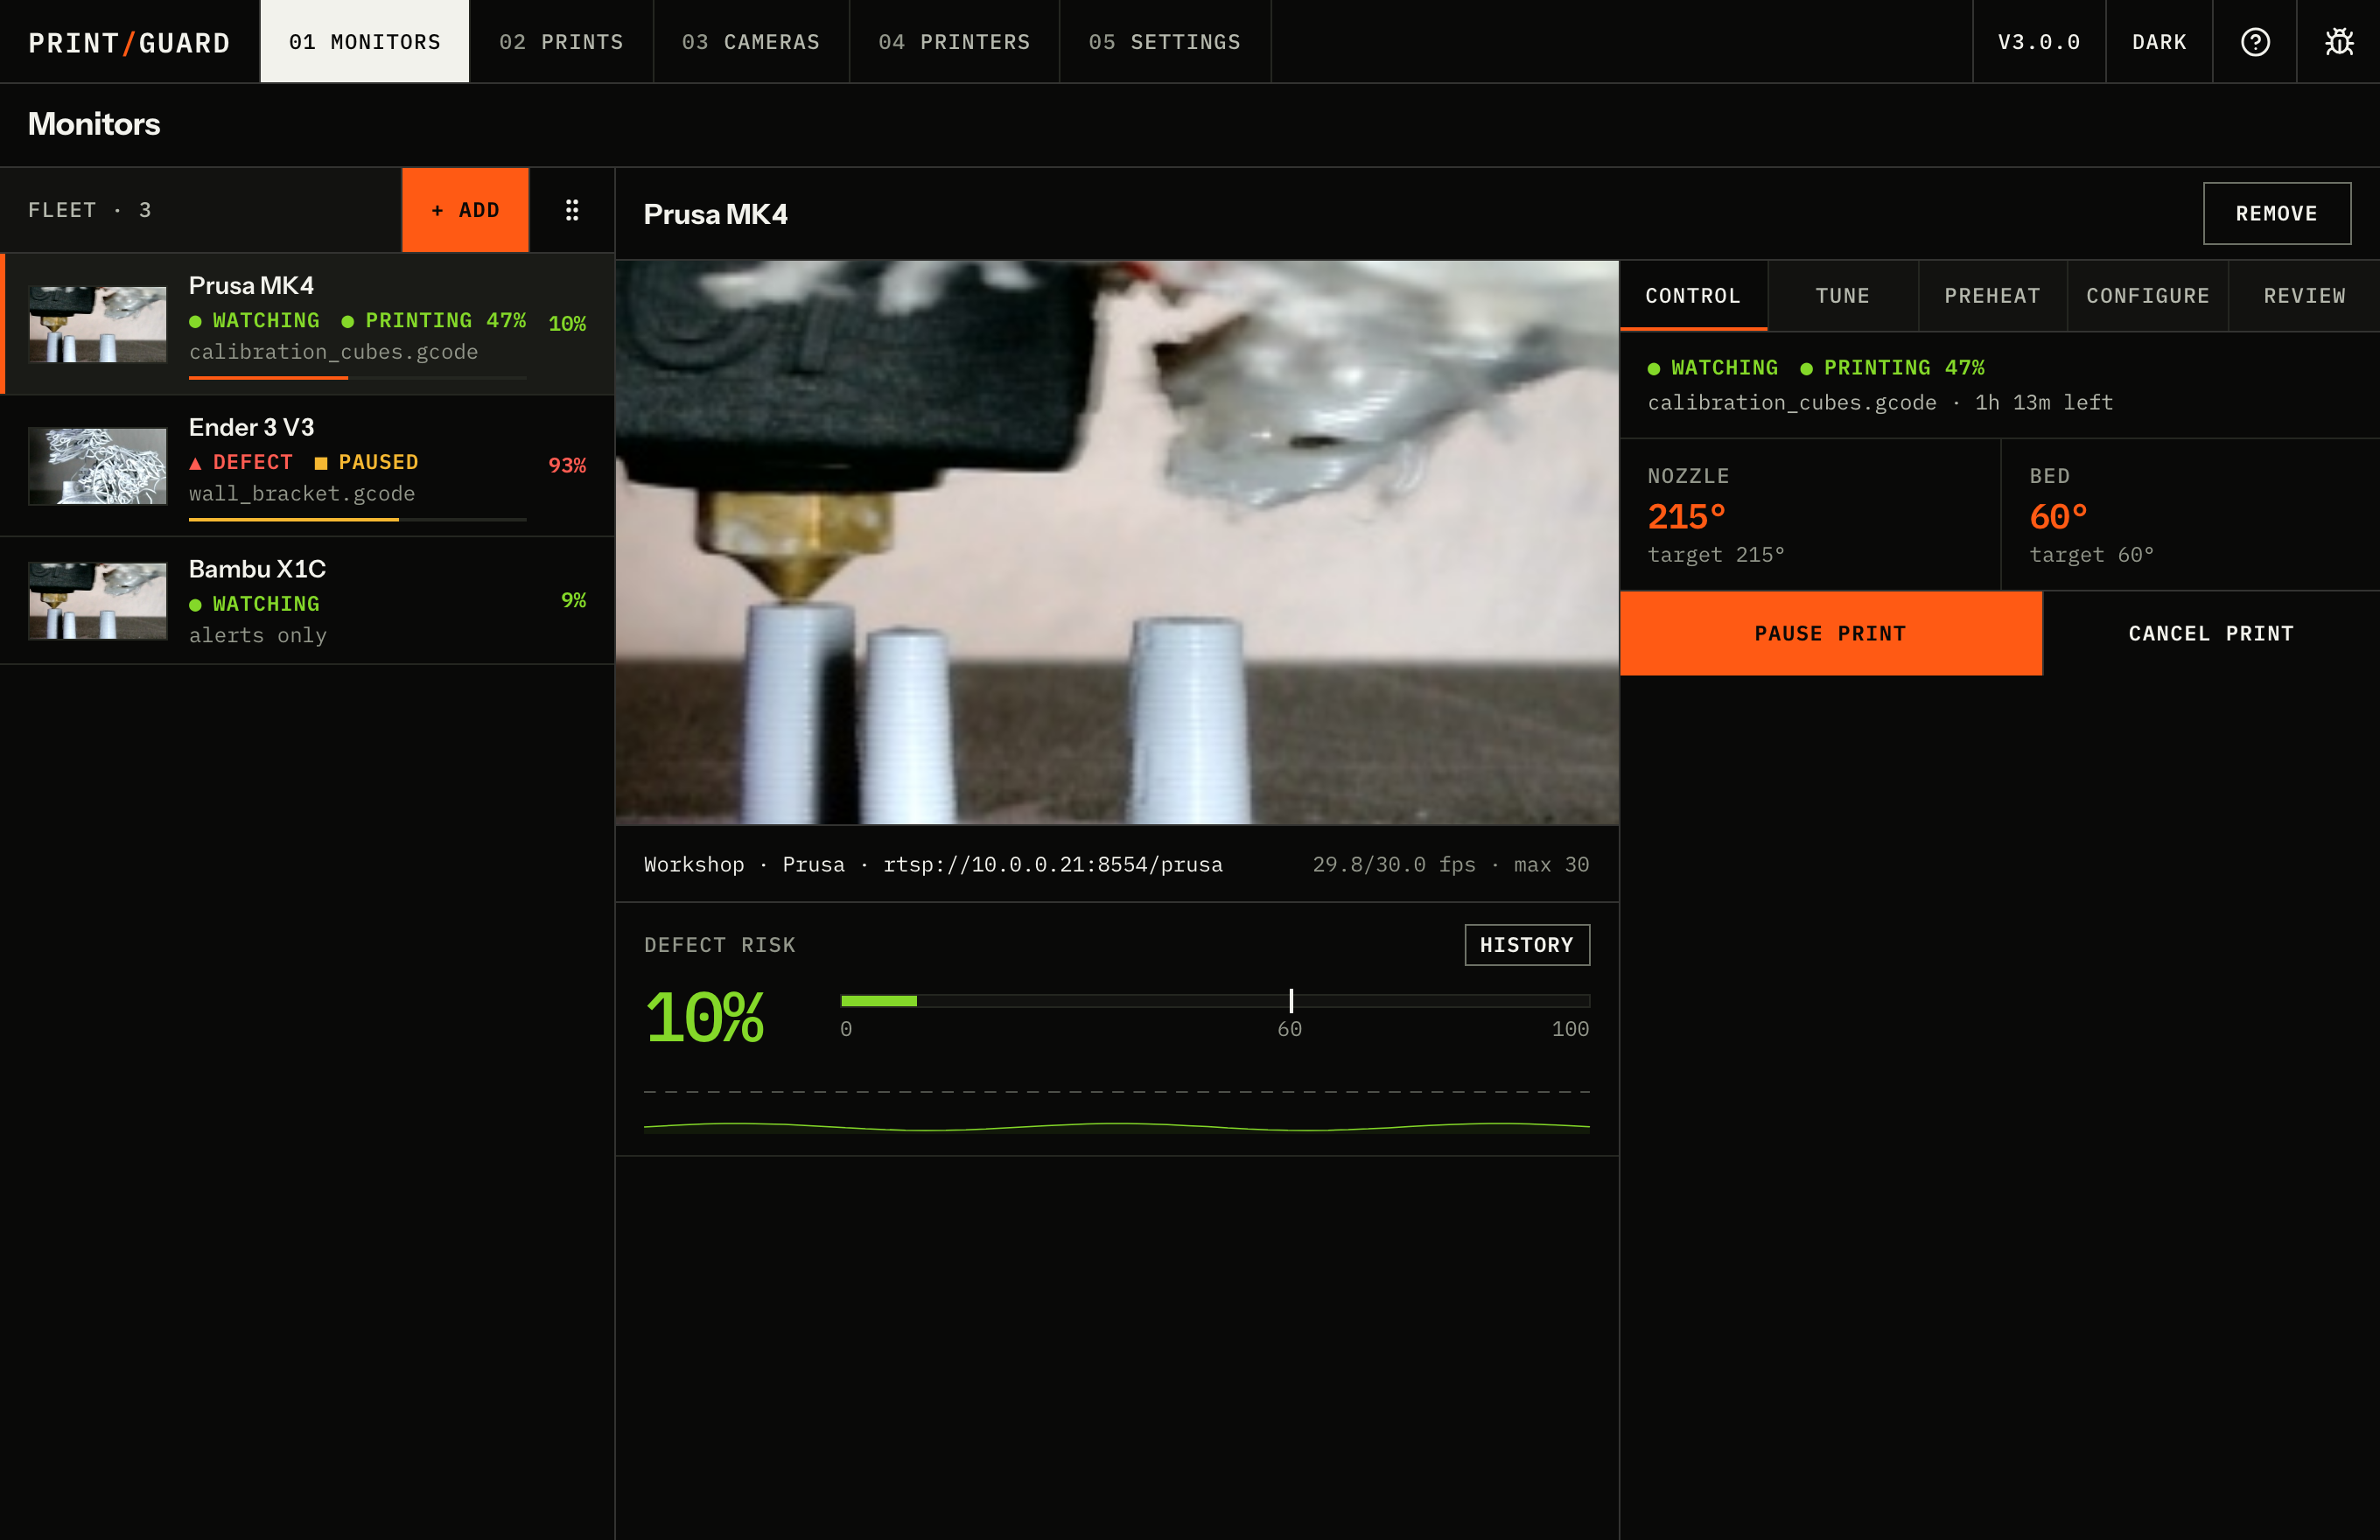 PRINT/GUARD
01 MONITORS
02 PRINTS
03 CAMERAS
04 PRINTERS
05 SETTINGS
V3.0.0
DARK
Monitors
FLEET · 3
+ ADD
Prusa MK4
WATCHING PRINTING 47%
10%
calibration_cubes.gcode
Ender 3 V3
DEFECT PAUSED
93%
wall_bracket.gcode
Bambu X1C
WATCHING
9%
alerts only
Prusa MK4
REMOVE
Workshop · Prusa · rtsp://10.0.0.21:8554/prusa
29.8/30.0 fps · max 30
DEFECT RISK
HISTORY
10%
0
60
100
CONTROL
TUNE
PREHEAT
CONFIGURE
REVIEW
WATCHING PRINTING 47%
calibration_cubes.gcode · 1h 13m left
NOZZLE
215°
target 215°
BED
60°
target 60°
PAUSE PRINT
CANCEL PRINT